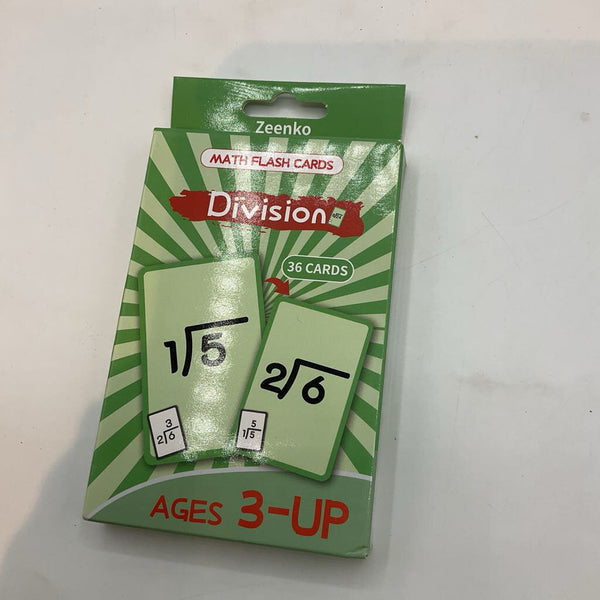 Zeenko
MATH FLASH CARDS
Division
36 CARDS
1√5
2√6
3
2√6
5
1√5
AGES 3-UP